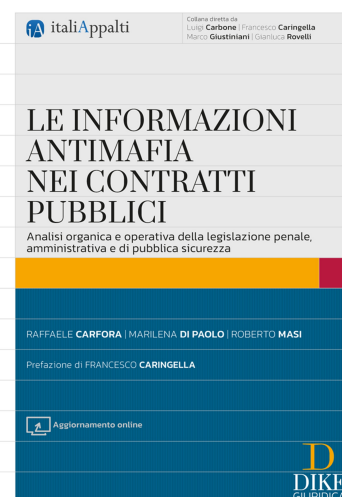 italiAppalti
Collana diretta da
Luigi Carbone | Francesco Caringella
Marco Giustiniani | Gianluca Rovelli
LE INFORMAZIONI
ANTIMAFIA
NEI CONTRATTI
PUBBLICI
Analisi organica e operativa della legislazione penale,
amministrativa e di pubblica sicurezza
RAFFAELE CARFORA | MARILENA DI PAOLO | ROBERTO MASI
Prefazione di FRANCESCO CARINGELLA
Aggiornamento online
D
DIKE
GIURIDICA